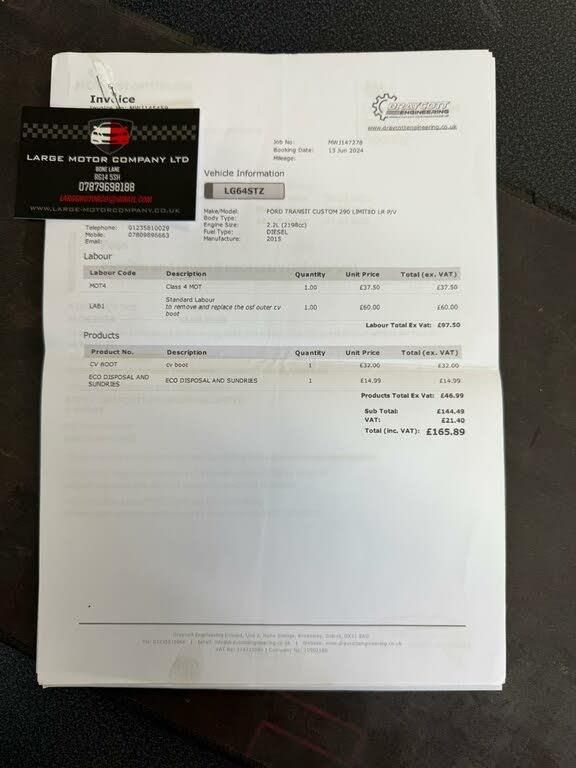 Invoice
DRAYCOTT
ENGINEERING
www.draycottengineering.co.uk
LARGE MOTOR COMPANY LTD
BONE LANE
RG14 5SH
07879698188
WWW.LARGE-MOTORCOMPANY.CO.UK
Job No: MWJ147278
Booking Date: 13 Jun 2024
Mileage:
Vehicle Information
LG64STZ
Make/Model: FORD TRANSIT CUSTOM 290 LIMITED LR P/V
Body Type:
Engine Size: 2.2L (2198cc)
Fuel Type: DIESEL
Manufacture: 2015
Telephone: 01235810029
Mobile: 07809896663
Email:
Labour
Labour Code Description Quantity Unit Price Total (ex. VAT)
MOT4 Class 4 MOT 1.00 £37.50 £37.50
LAB1 Standard Labour 1.00 £60.00 £60.00
to remove and replace the osf outer cv
boot
Labour Total Ex Vat: £97.50
Products
Product No. Description Quantity Unit Price Total (ex. VAT)
CV BOOT cv boot 1 £32.00 £32.00
ECO DISPOSAL AND SUNDRIES ECO DISPOSAL AND SUNDRIES 1 £14.99 £14.99
Products Total Ex Vat: £46.99
Sub Total: £144.49
VAT: £21.40
Total (inc. VAT): £165.89